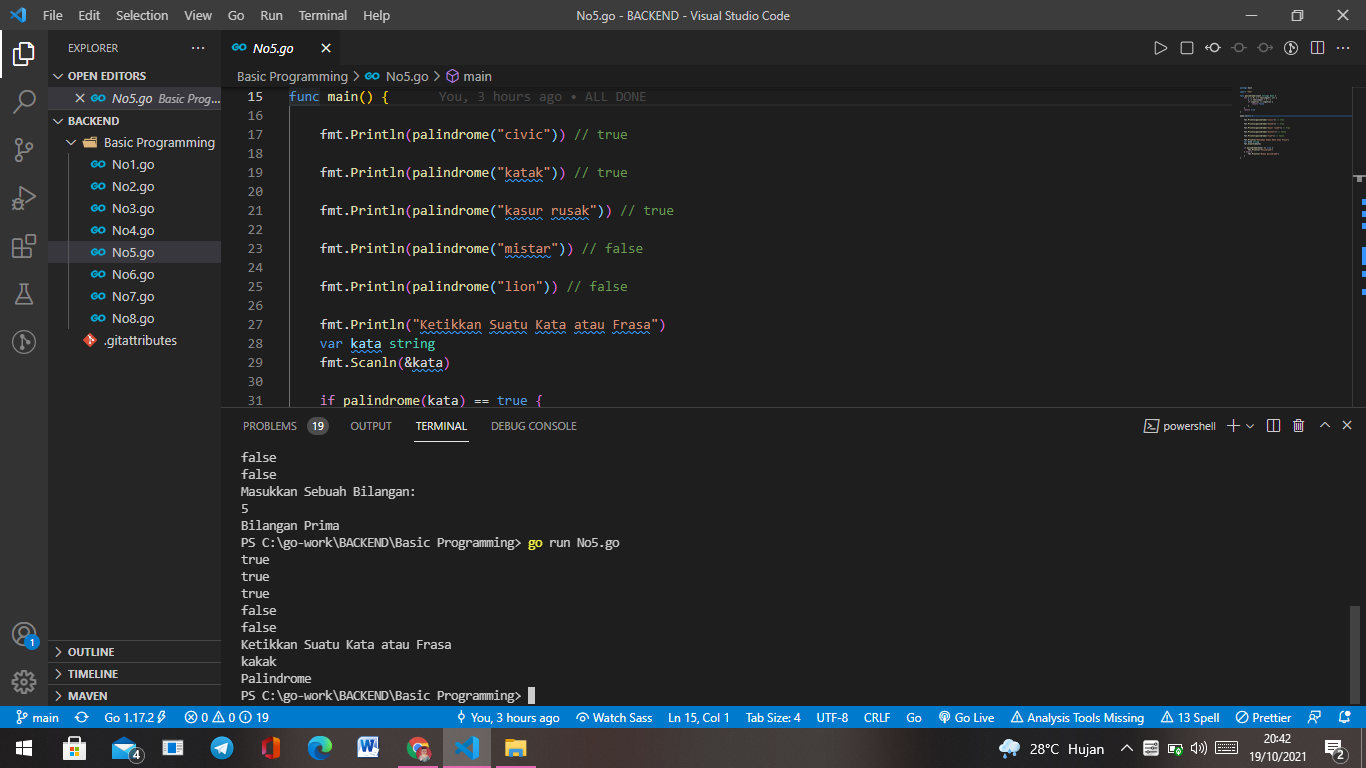 File Edit Selection View Go Run Terminal Help No5.go - BACKEND - Visual Studio Code
EXPLORER
OPEN EDITORS
No5.go Basic Prog...
BACKEND
Basic Programming
No1.go
No2.go
No3.go
No4.go
No5.go
No6.go
No7.go
No8.go
.gitattributes
OUTLINE
TIMELINE
MAVEN
No5.go
Basic Programming > No5.go > main
15 func main() { You, 3 hours ago • ALL DONE
16
17 fmt.Println(palindrome("civic")) // true
18
19 fmt.Println(palindrome("katak")) // true
20
21 fmt.Println(palindrome("kasur rusak")) // true
22
23 fmt.Println(palindrome("mistar")) // false
24
25 fmt.Println(palindrome("lion")) // false
26
27 fmt.Println("Ketikkan Suatu Kata atau Frasa")
28 var kata string
29 fmt.Scanln(&kata)
30
31 if palindrome(kata) == true {
PROBLEMS 19 OUTPUT TERMINAL DEBUG CONSOLE powershell
false
false
Masukkan Sebuah Bilangan:
5
Bilangan Prima
PS C:\go-work\BACKEND\Basic Programming> go run No5.go
true
true
true
false
false
Ketikkan Suatu Kata atau Frasa
kakak
Palindrome
PS C:\go-work\BACKEND\Basic Programming>
1
main Go 1.17.2 0 0 19 You, 3 hours ago Watch Sass Ln 15, Col 1 Tab Size: 4 UTF-8 CRLF Go Go Live Analysis Tools Missing 13 Spell Prettier
4 28°C Hujan 20:42
19/10/2021 2